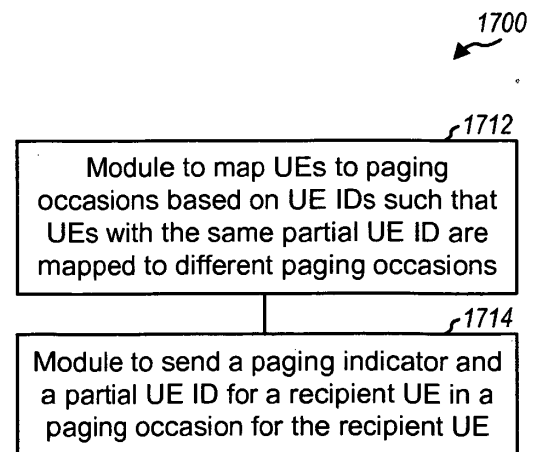 1700
1712
Module to map UEs to paging
occasions based on UE IDs such that
UEs with the same partial UE ID are
mapped to different paging occasions
1714
Module to send a paging indicator and
a partial UE ID for a recipient UE in a
paging occasion for the recipient UE